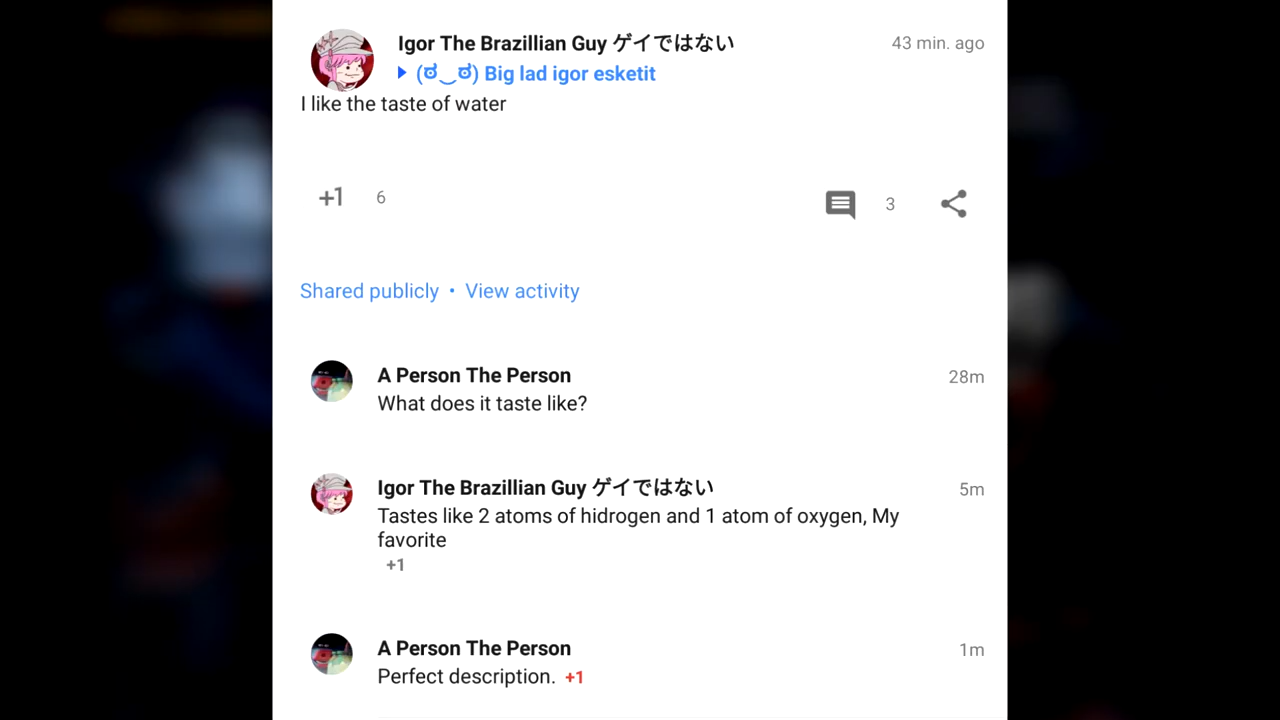 Igor The Brazillian Guy ゲイではない
43 min. ago
(ಠ‿ಠ) Big lad igor esketit
I like the taste of water
+1 6
3
Shared publicly • View activity
A Person The Person
28m
What does it taste like?
Igor The Brazillian Guy ゲイではない
5m
Tastes like 2 atoms of hidrogen and 1 atom of oxygen, My
favorite
+1
A Person The Person
1m
Perfect description. +1